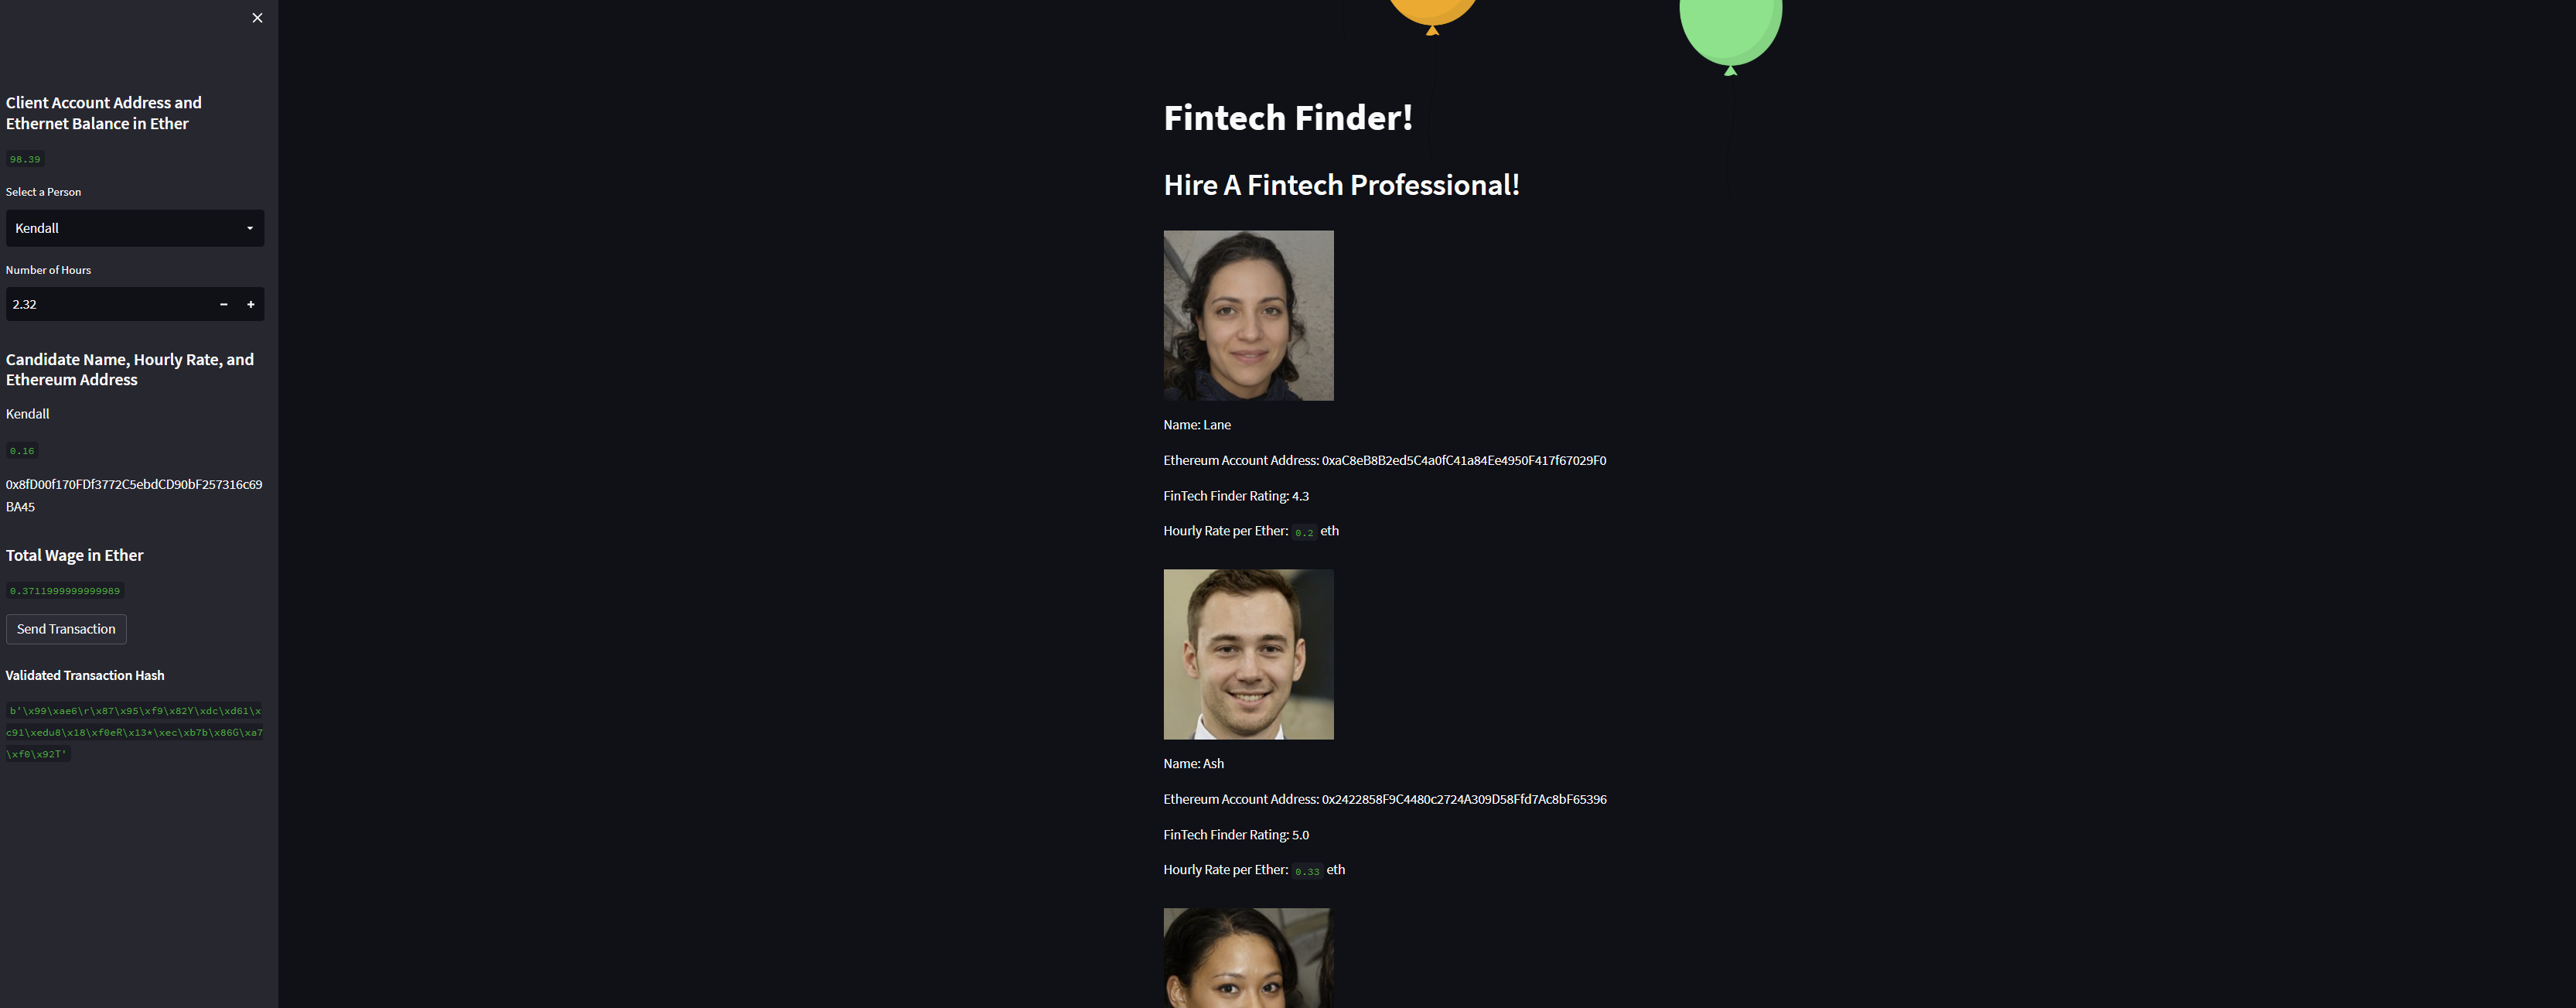 Client Account Address and
Ethernet Balance in Ether
98.39
Select a Person
Kendall
Number of Hours
2.32
Candidate Name, Hourly Rate, and
Ethereum Address
Kendall
0.16
0x8fD00f170FDf3772C5ebdCD90bF257316c69
BA45
Total Wage in Ether
0.3711999999999989
Send Transaction
Validated Transaction Hash
b'\x99\xae6\r\x87\x95\xf9\x82Y\xdc\xd61\x
c91\xedu8\x18\xf0eR\x13*\xec\xb7b\x86G\xa7
\xf0\x92T'
Fintech Finder!
Hire A Fintech Professional!
Name: Lane
Ethereum Account Address: 0xaC8eB8B2ed5C4a0fC41a84Ee4950F417f67029F0
FinTech Finder Rating: 4.3
Hourly Rate per Ether: 0.2 eth
Name: Ash
Ethereum Account Address: 0x2422858F9C4480c2724A309D58Ffd7Ac8bF65396
FinTech Finder Rating: 5.0
Hourly Rate per Ether: 0.33 eth